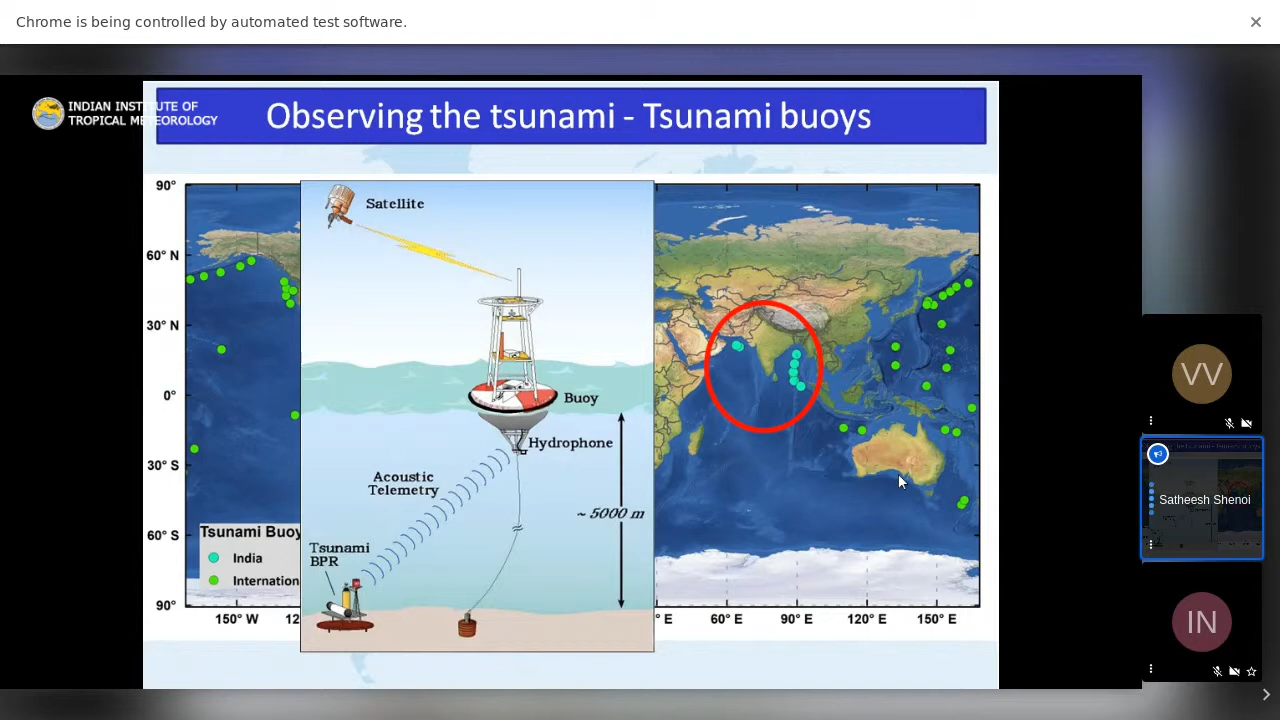 Chrome is being controlled by automated test software.
INDIAN INSTITUTE OF
TROPICAL METEOROLOGY
Observing the tsunami - Tsunami buoys
90°
60° N
30° N
0°
30° S
60° S
90°
Satellite
Buoy
Hydrophone
Acoustic
Telemetry
~ 5000 m
Tsunami
BPR
Tsunami Buoy
India
Internation
150° W
12
° E
60° E
90° E
120° E
150° E
VV
Satheesh Shenoi
IN